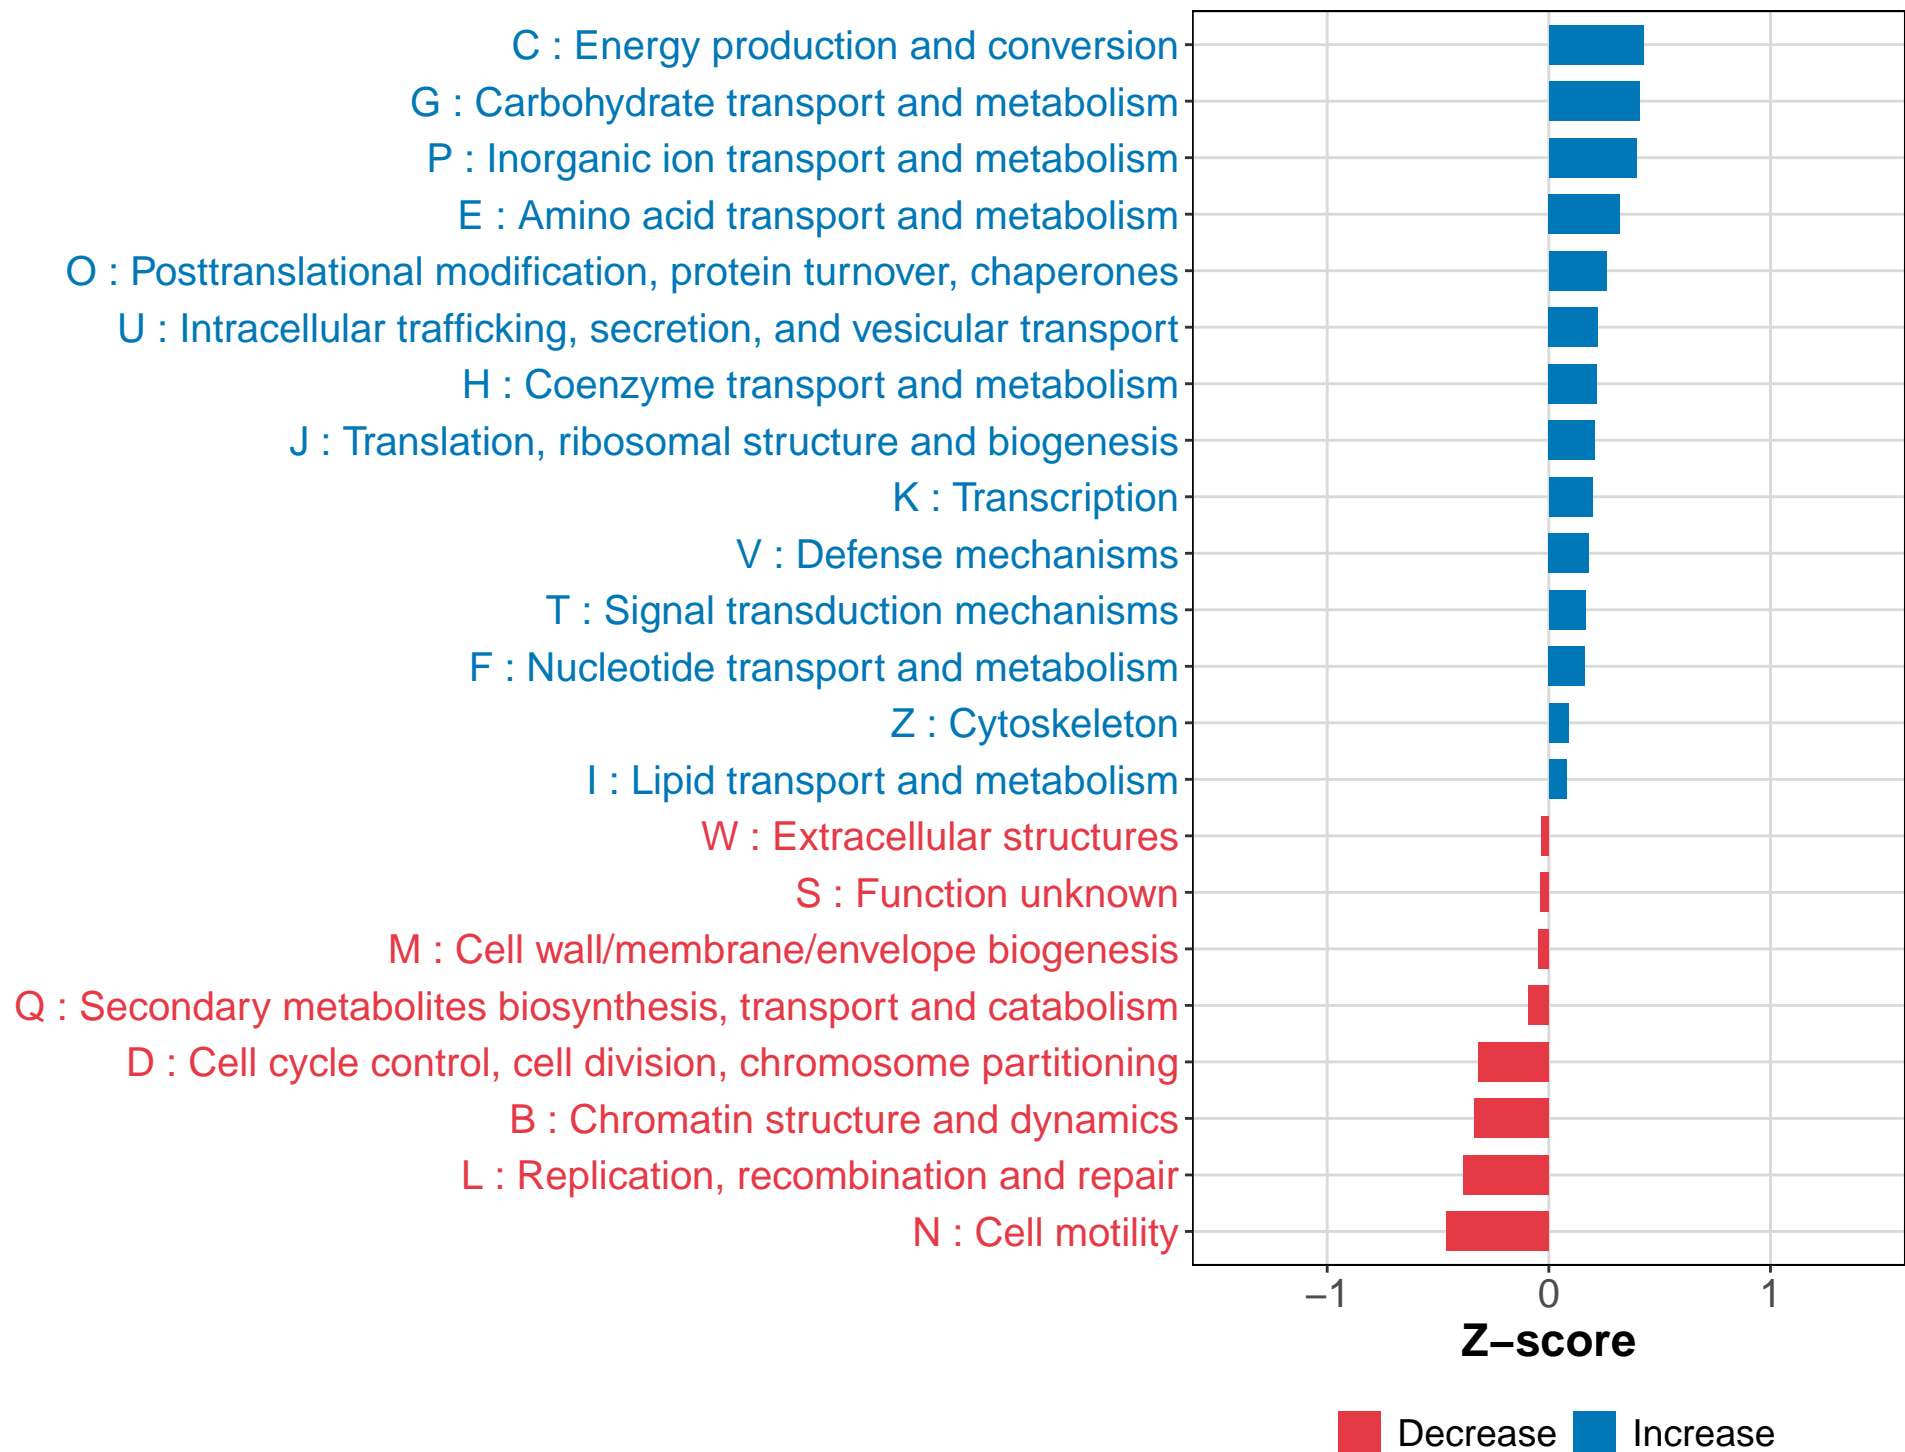 C : Energy production and conversion
G : Carbohydrate transport and metabolism
P : Inorganic ion transport and metabolism
E : Amino acid transport and metabolism
O : Posttranslational modification, protein turnover, chaperones
U : Intracellular trafficking, secretion, and vesicular transport
H : Coenzyme transport and metabolism
J : Translation, ribosomal structure and biogenesis
K : Transcription
V : Defense mechanisms
T : Signal transduction mechanisms
F : Nucleotide transport and metabolism
Z : Cytoskeleton
I : Lipid transport and metabolism
W : Extracellular structures
S : Function unknown
M : Cell wall/membrane/envelope biogenesis
Q : Secondary metabolites biosynthesis, transport and catabolism
D : Cell cycle control, cell division, chromosome partitioning
B : Chromatin structure and dynamics
L : Replication, recombination and repair
N : Cell motility
−1 0 1
Z−score
Decrease Increase